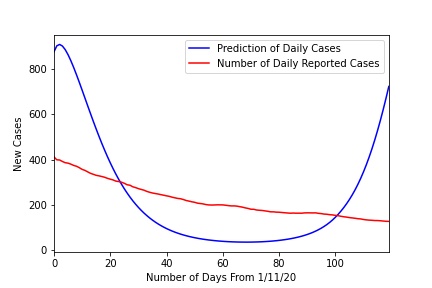 Prediction of Daily Cases
Number of Daily Reported Cases
New Cases
800
600
400
200
0
0 20 40 60 80 100
Number of Days From 1/11/20